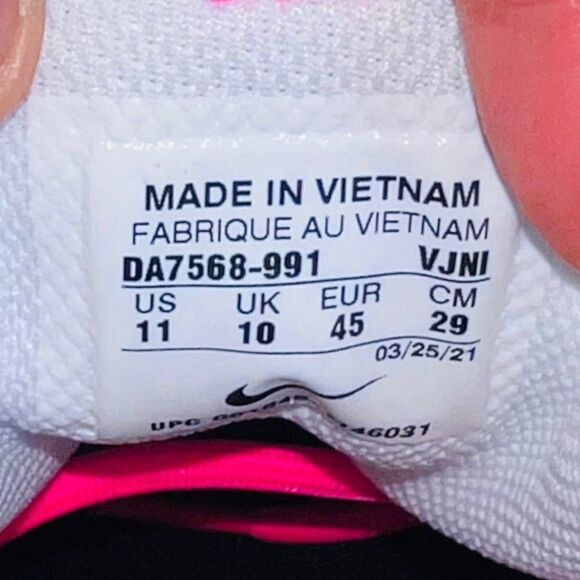 MADE IN VIETNAM
FABRIQUE AU VIETNAM
DA7568-991 VJNI
US UK EUR CM
11 10 45 29
03/25/21
UPC